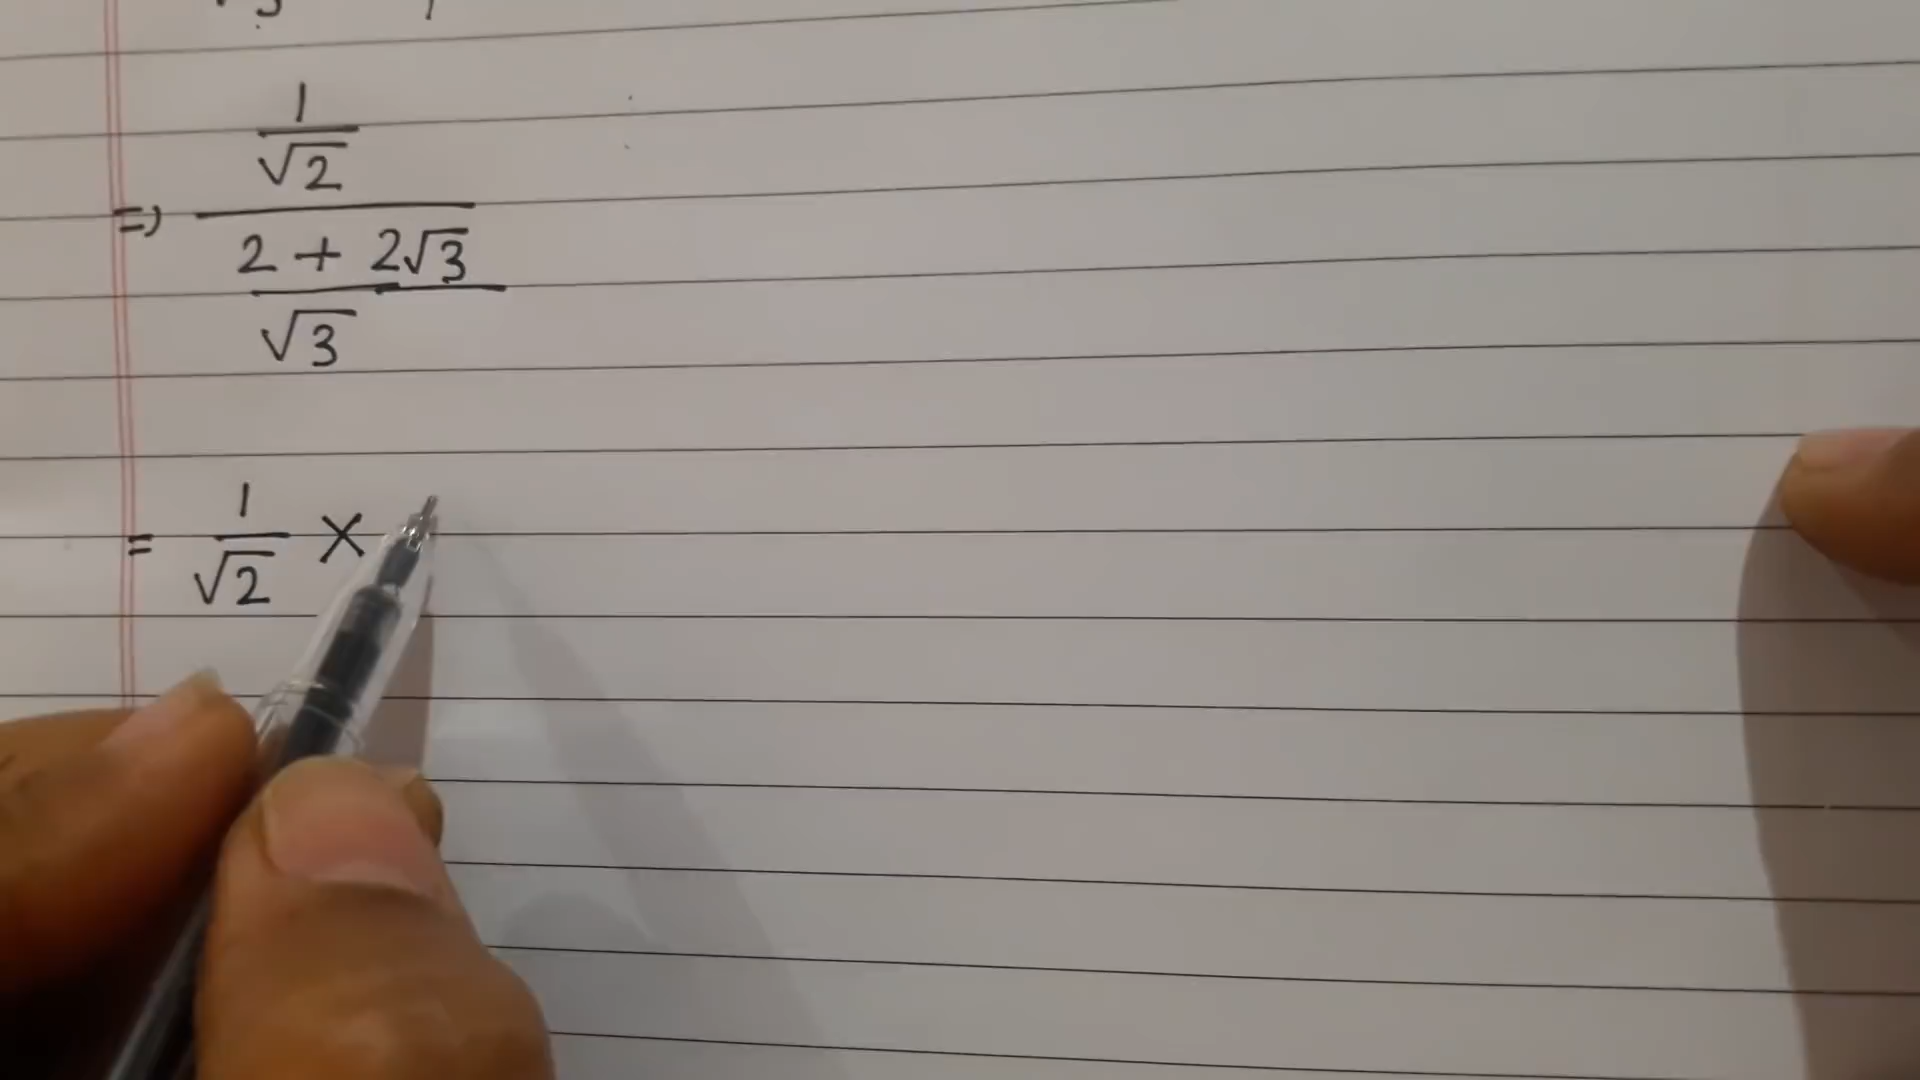 1
√2
=) 2 + 2√3
√3
= 1/√2 ×